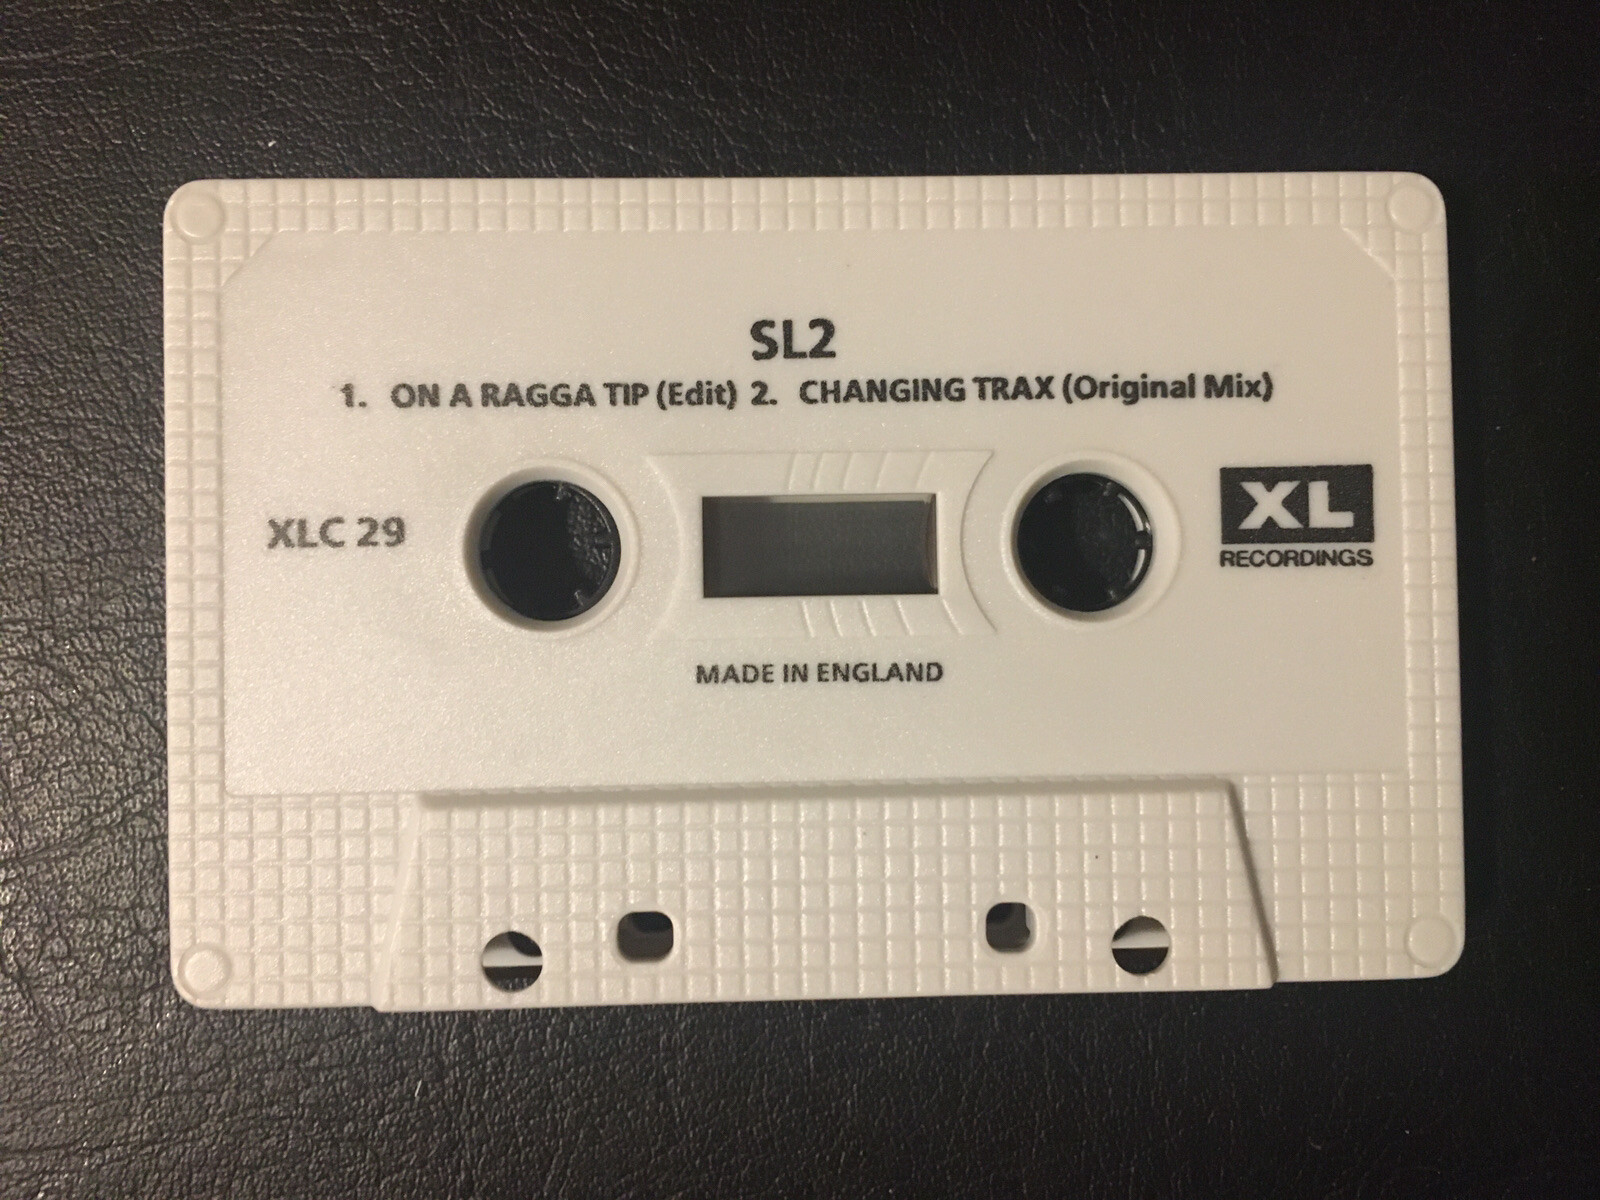 SL2
1. ON A RAGGA TIP (Edit) 2. CHANGING TRAX (Original Mix)
XLC 29
XL
RECORDINGS
MADE IN ENGLAND